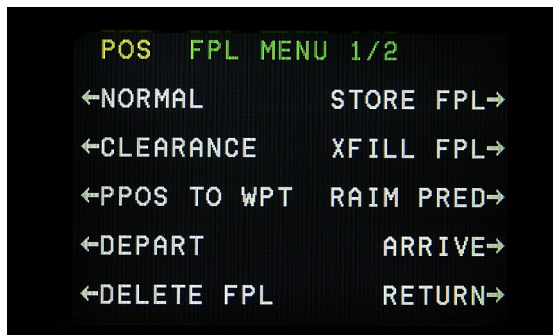 POS FPL MENU 1/2
←NORMAL STORE FPL→
←CLEARANCE XFILL FPL→
←PPOS TO WPT RAIM PRED→
←DEPART ARRIVE→
←DELETE FPL RETURN→